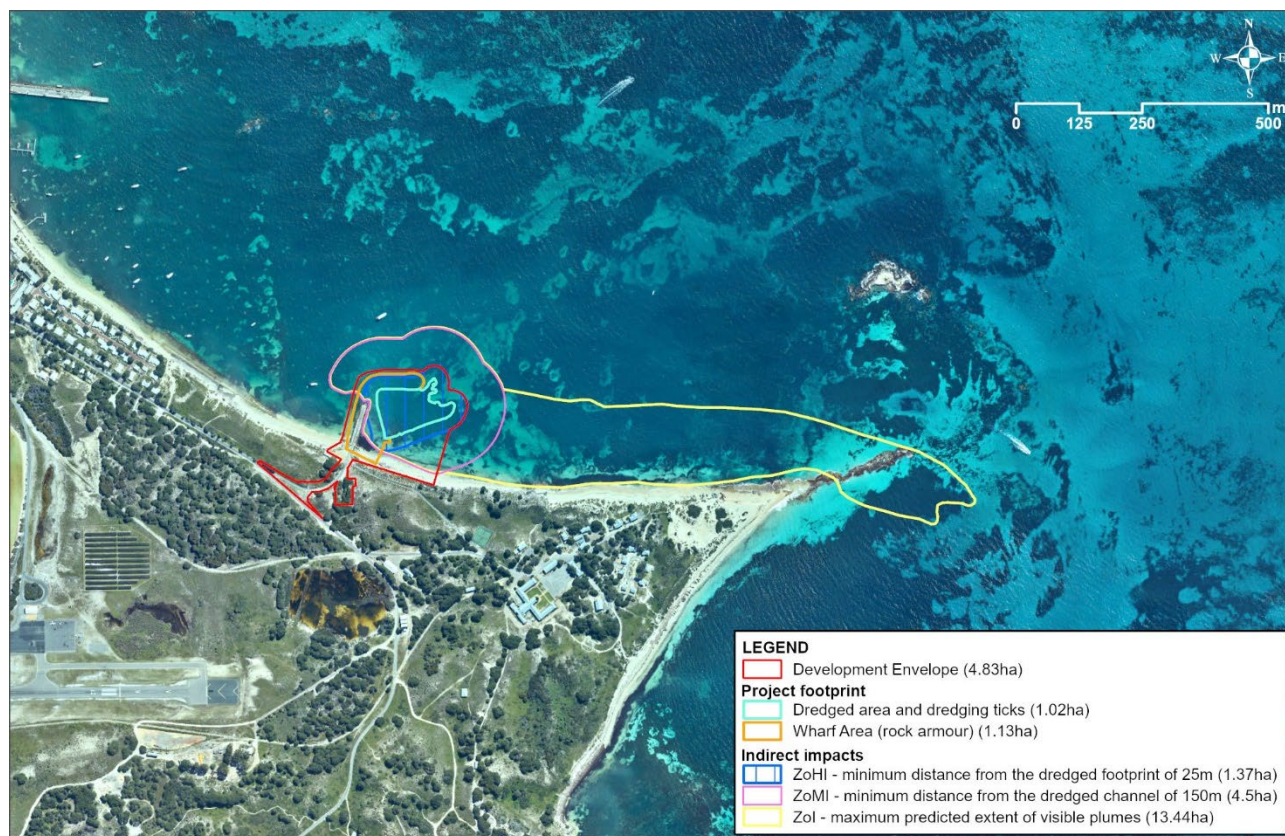 N
W E
S
m
0 125 250 500
LEGEND
Development Envelope (4.83ha)
Project footprint
Dredged area and dredging ticks (1.02ha)
Wharf Area (rock armour) (1.13ha)
Indirect impacts
ZoHI - minimum distance from the dredged footprint of 25m (1.37ha)
ZoMI - minimum distance from the dredged channel of 150m (4.5ha)
ZoI - maximum predicted extent of visible plumes (13.44ha)